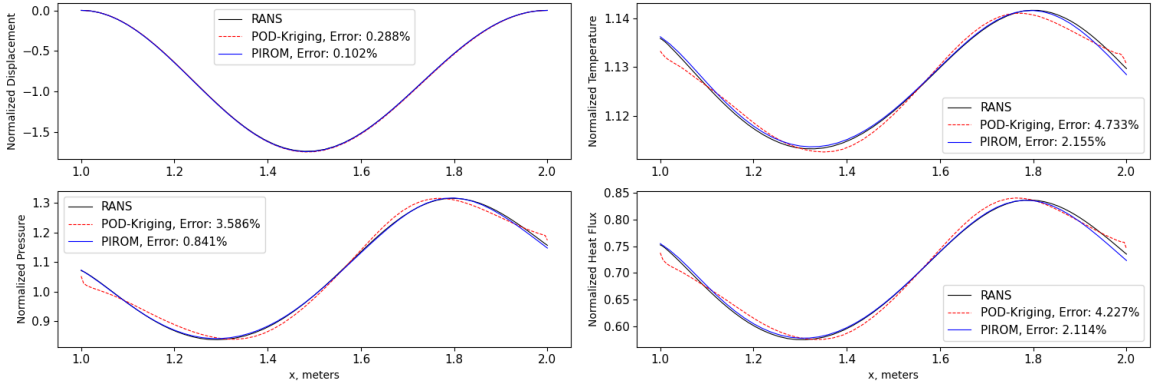 Normalized Displacement
0.0
−0.5
−1.0
−1.5
RANS
POD-Kriging, Error: 0.288%
PIROM, Error: 0.102%
1.0 1.2 1.4 1.6 1.8 2.0
Normalized Temperature
1.14
1.13
1.12
RANS
POD-Kriging, Error: 4.733%
PIROM, Error: 2.155%
1.0 1.2 1.4 1.6 1.8 2.0
Normalized Pressure
1.3
1.2
1.1
1.0
0.9
RANS
POD-Kriging, Error: 3.586%
PIROM, Error: 0.841%
1.0 1.2 1.4 1.6 1.8 2.0
x, meters
Normalized Heat Flux
0.85
0.80
0.75
0.70
0.65
0.60
RANS
POD-Kriging, Error: 4.227%
PIROM, Error: 2.114%
1.0 1.2 1.4 1.6 1.8 2.0
x, meters